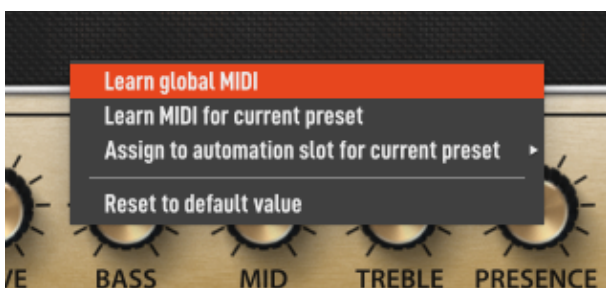 Learn global MIDI
Learn MIDI for current preset
Assign to automation slot for current preset
Reset to default value
BASS MID TREBLE PRESENCE